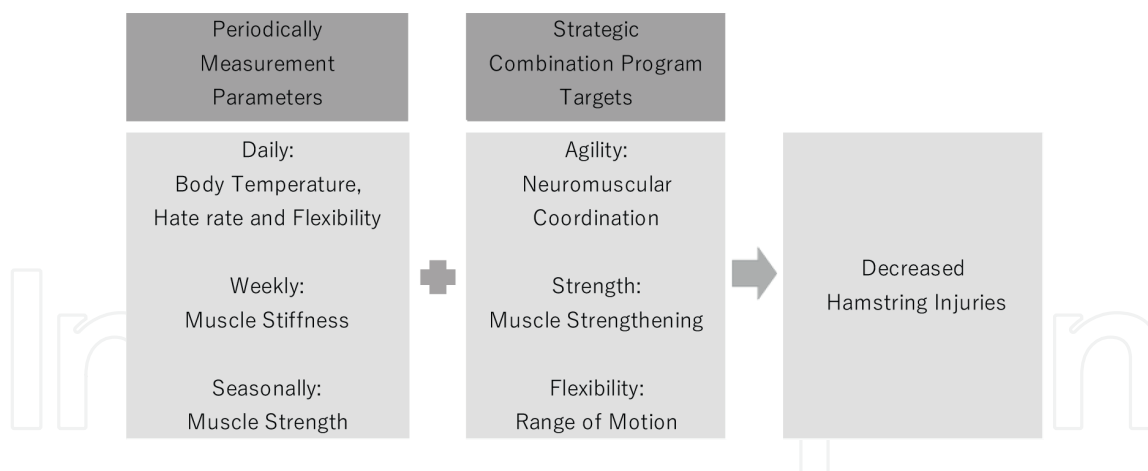 Periodically
Measurement
Parameters
Strategic
Combination Program
Targets
Daily:
Body Temperature,
Hate rate and Flexibility
Weekly:
Muscle Stiffness
Seasonally:
Muscle Strength
Agility:
Neuromuscular
Coordination
Strength:
Muscle Strengthening
Flexibility:
Range of Motion
Decreased
Hamstring Injuries